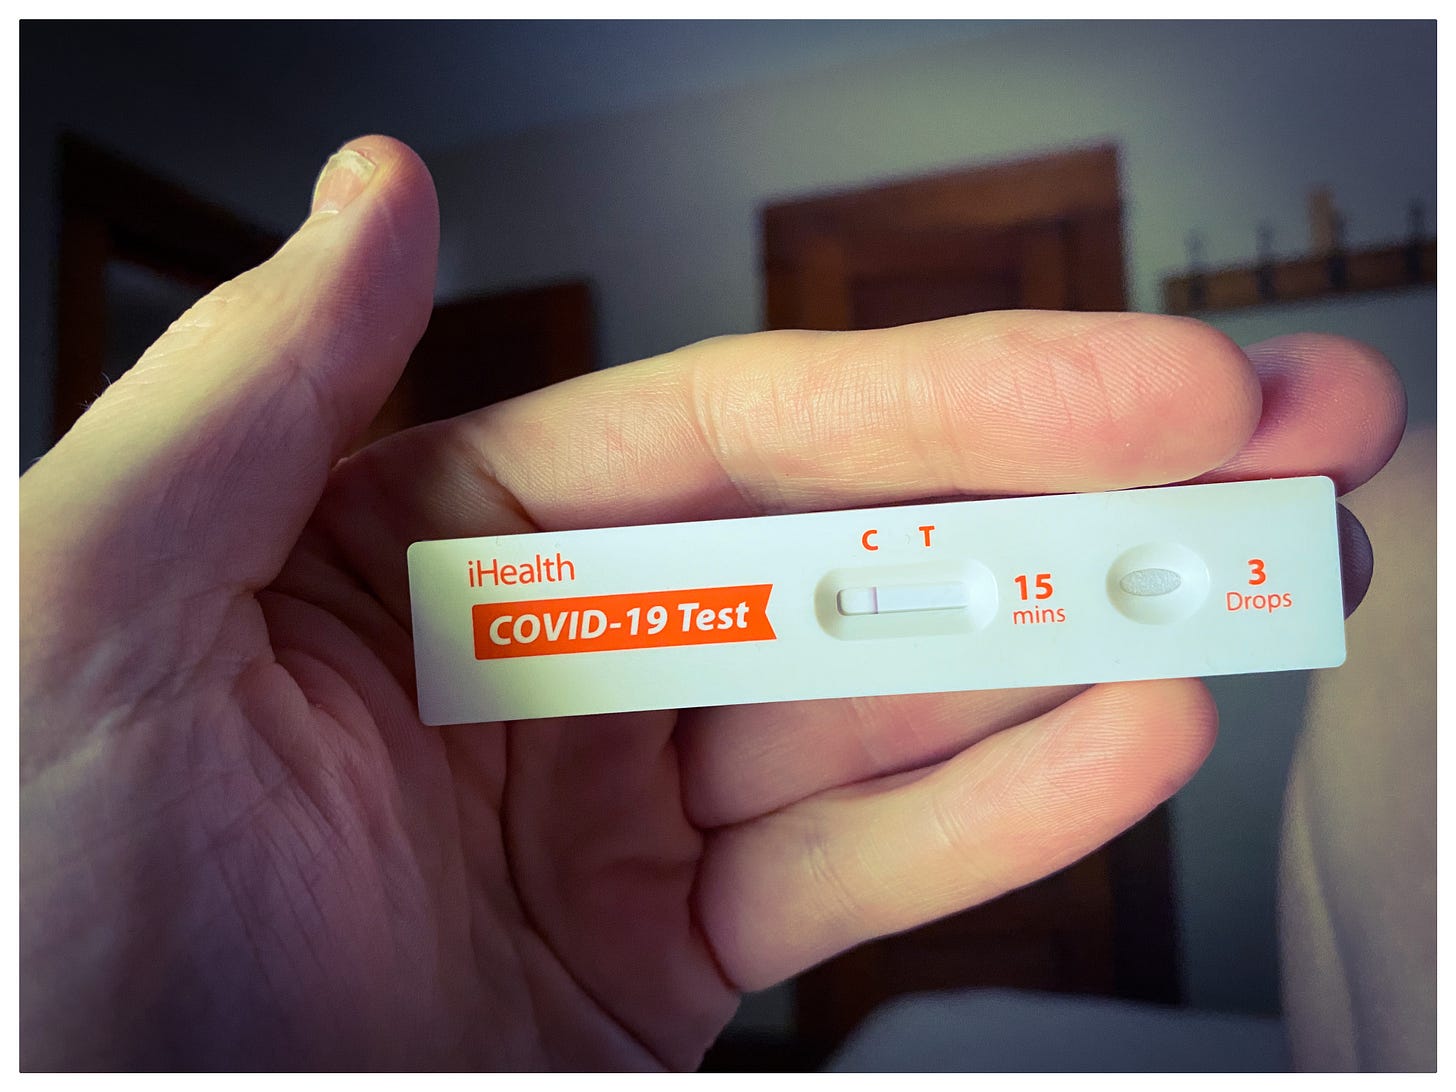 iHealth
COVID-19 Test
C T
15
mins
3
Drops